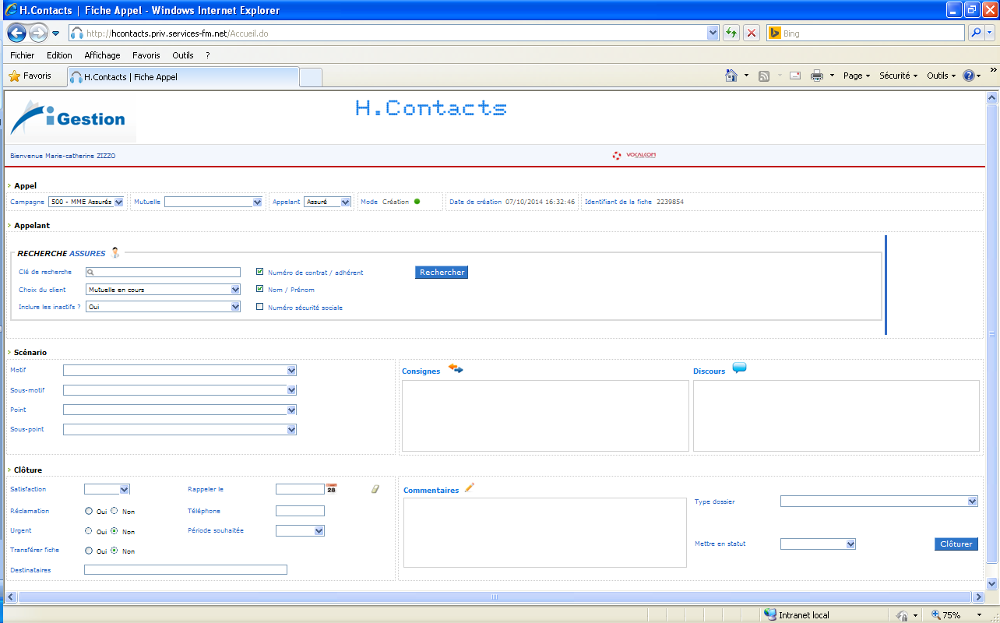 H.Contacts | Fiche Appel - Windows Internet Explorer
http://hcontacts.priv.services-fm.net/Accueil.do
Bing
Fichier Edition Affichage Favoris Outils ?
Favoris H.Contacts | Fiche Appel Page Sécurité Outils »
iGestion H.Contacts
Bienvenue Marie-catherine ZIZZO VOCALCOM
Appel
Campagne 500 - MME Assurés Mutuelle Appelant Assuré Mode Création Date de création 07/10/2014 16:32:46 Identifiant de la fiche 2239854
Appelant
RECHERCHE ASSURES
Clé de recherche Numéro de contrat / adhérent Rechercher
Choix du client Mutuelle en cours Nom / Prénom
Inclure les inactifs ? Oui Numéro sécurité sociale
Scénario
Motif Consignes Discours
Sous-motif
Point
Sous-point
Clôture
Satisfaction Rappeler le 28 Commentaires
Réclamation Oui Non Téléphone Type dossier
Urgent Oui Non Période souhaitée
Transférer fiche Oui Non Mettre en statut Clôturer
Destinataires
Intranet local 75%